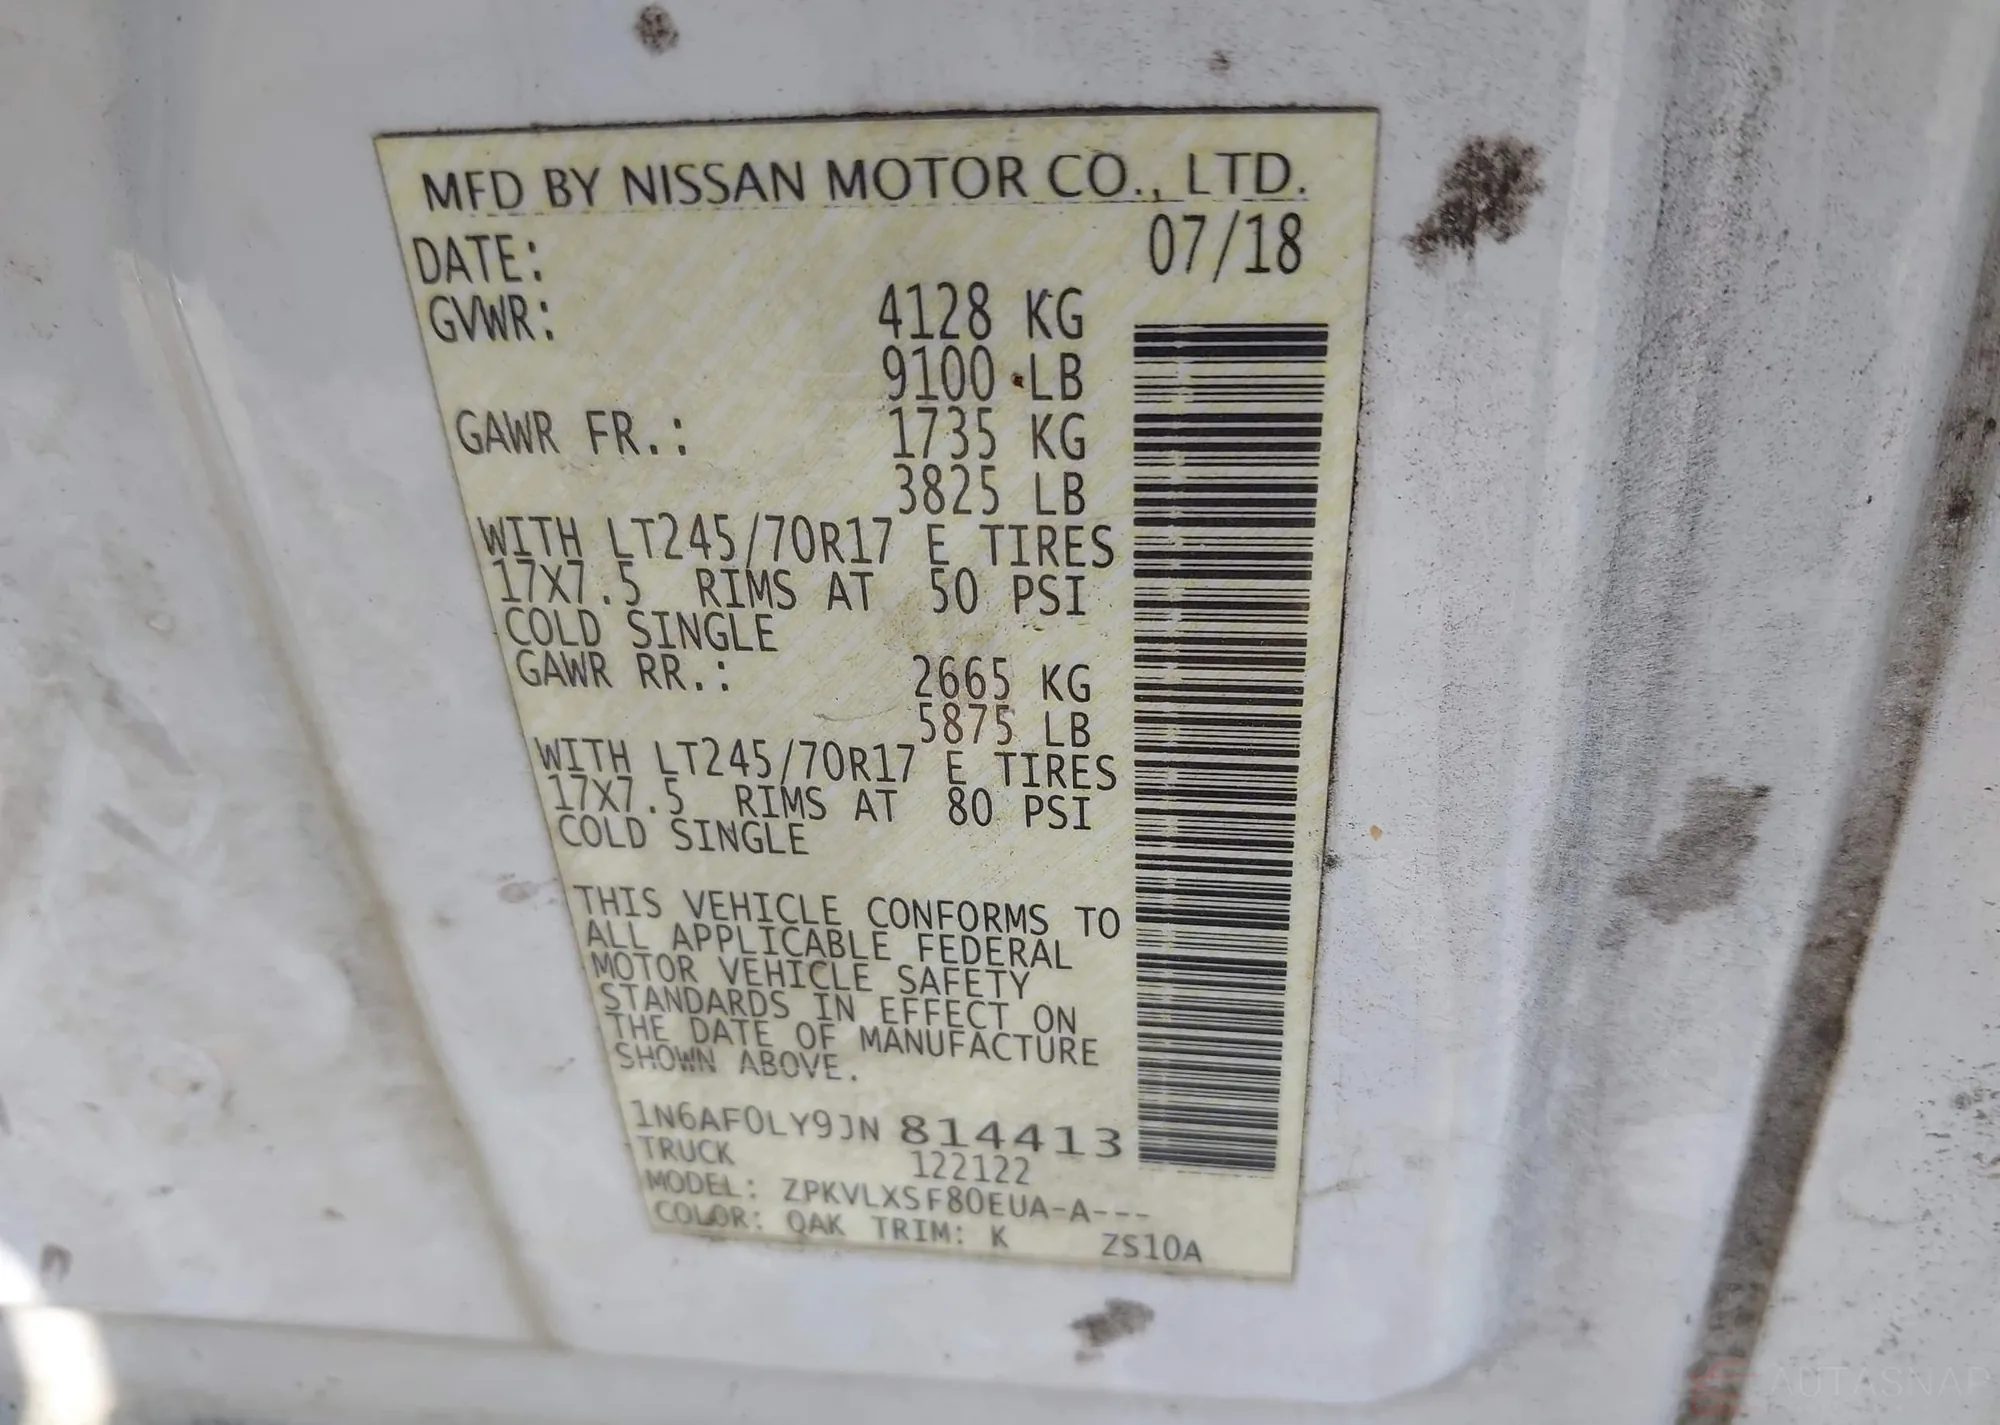 MFD BY NISSAN MOTOR CO., LTD.
DATE: 07/18
GVWR: 4128 KG
9100 LB
GAWR FR.: 1735 KG
3825 LB
WITH LT245/70R17 E TIRES
17X7.5 RIMS AT 50 PSI
COLD SINGLE
GAWR RR.: 2665 KG
5875 LB
WITH LT245/70R17 E TIRES
17X7.5 RIMS AT 80 PSI
COLD SINGLE
THIS VEHICLE CONFORMS TO
ALL APPLICABLE FEDERAL
MOTOR VEHICLE SAFETY
STANDARDS IN EFFECT ON
THE DATE OF MANUFACTURE
SHOWN ABOVE.
1N6AF0LY9JN 814413
TRUCK 122122
MODEL: ZPKVLXSF80EUA-A---
COLOR: QAK TRIM: K ZS10A
AUTASNAP